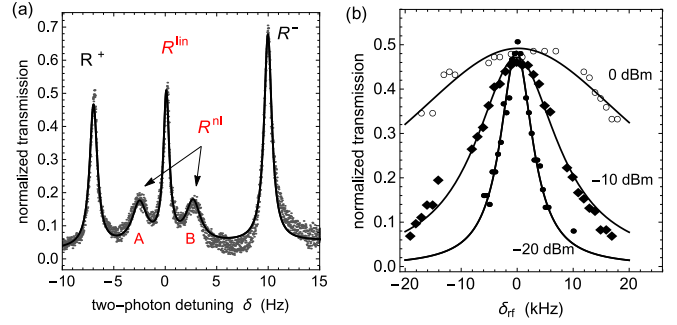 (a)
0.7
0.6
0.5
0.4
0.3
0.2
0.1
0.0
normalized transmission
R+
Rlin
R−
Rnl
A
B
−10
−5
0
5
10
15
two-photon detuning δ (Hz)
(b)
0.5
0.4
0.3
0.2
0.1
0.0
normalized transmission
0 dBm
−10 dBm
−20 dBm
−20
−10
0
10
20
δrf (kHz)